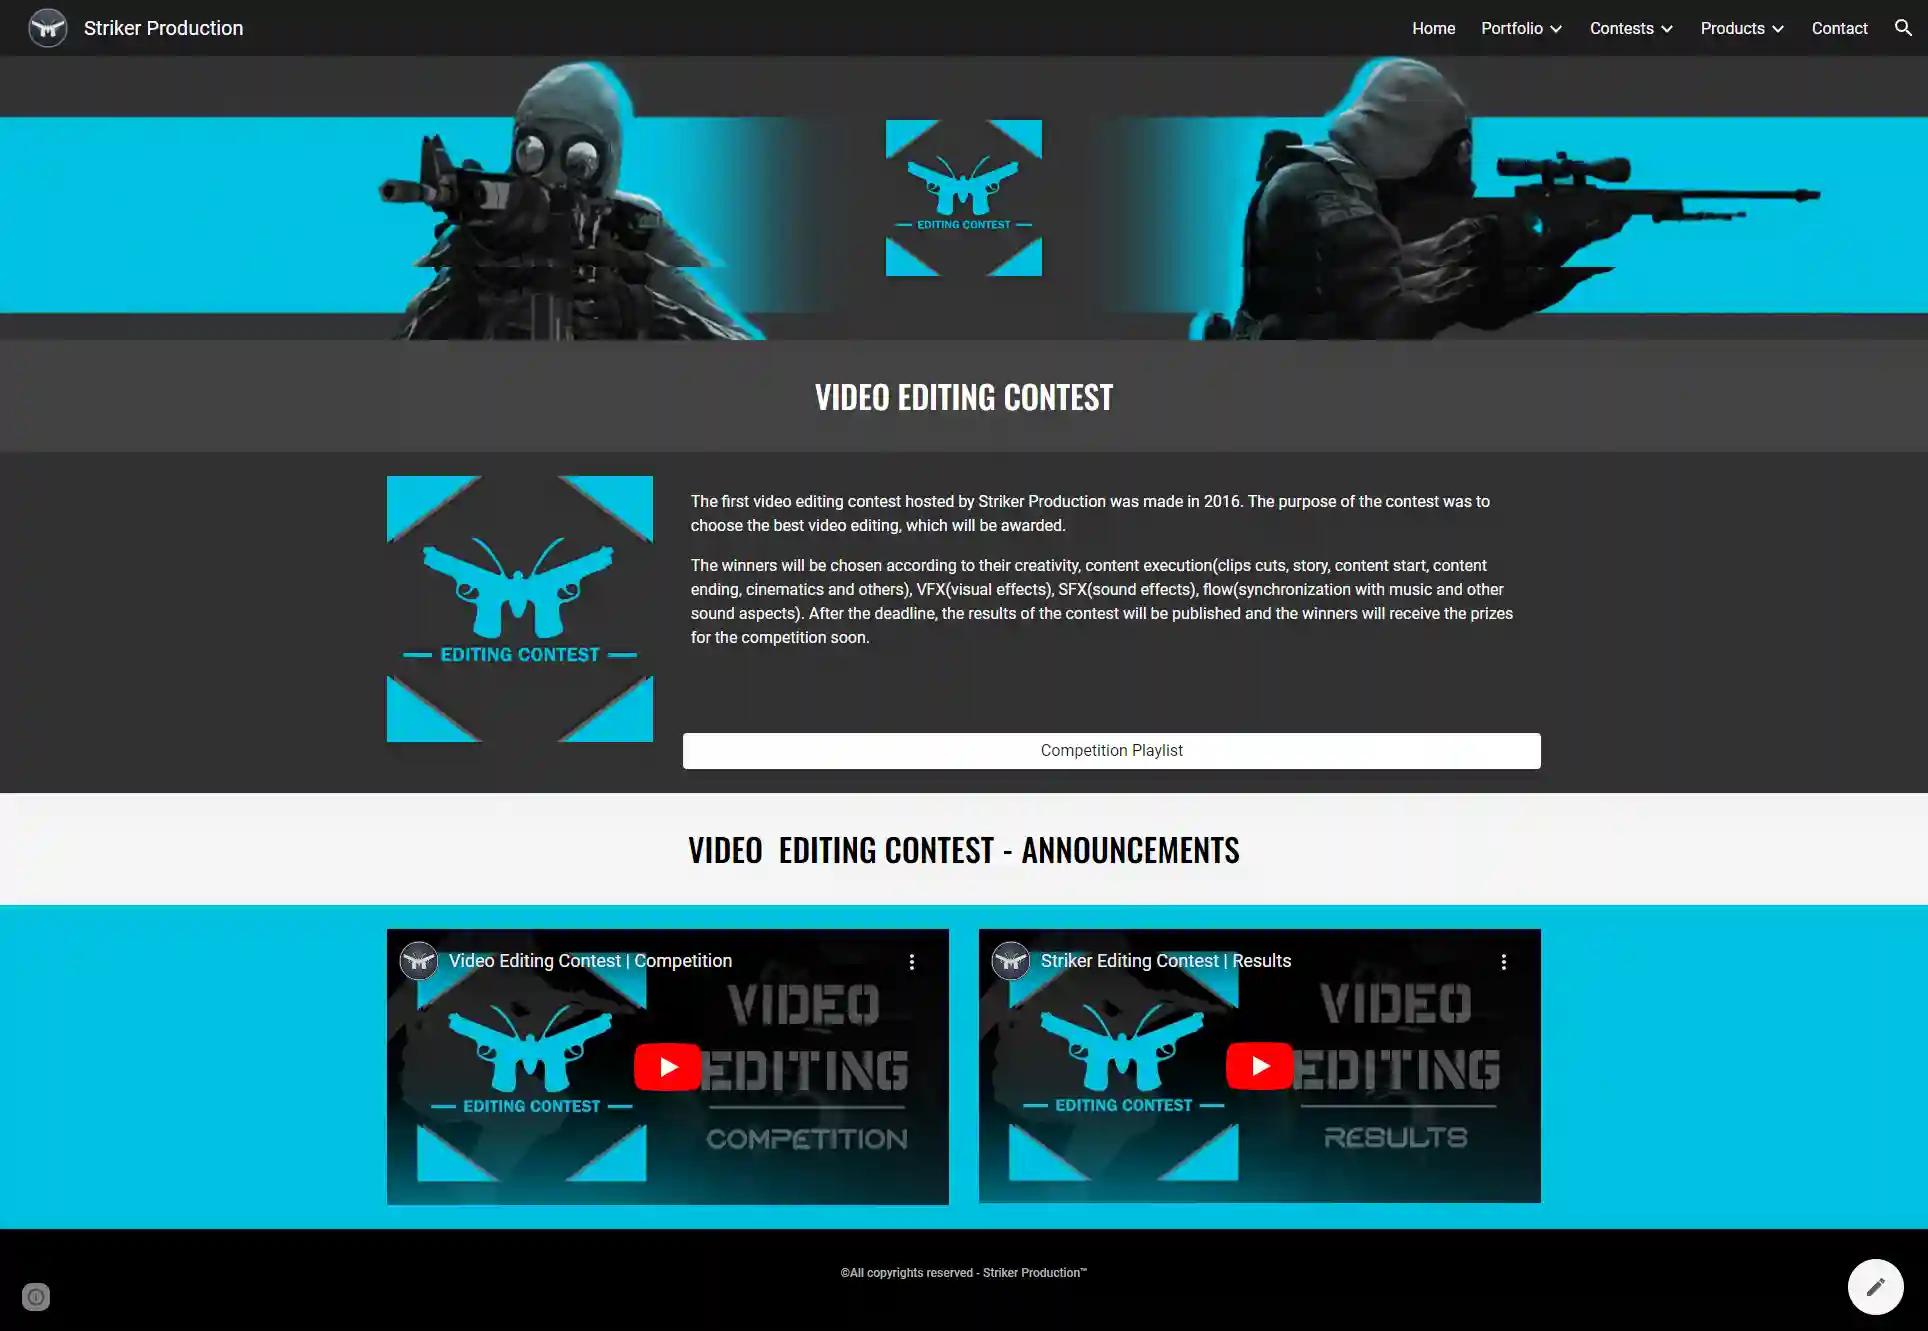 Striker Production
Home
Portfolio
Contests
Products
Contact
EDITING CONTEST
VIDEO EDITING CONTEST
EDITING CONTEST
The first video editing contest hosted by Striker Production was made in 2016. The purpose of the contest was to
choose the best video editing, which will be awarded.
The winners will be chosen according to their creativity, content execution(clips cuts, story, content start, content
ending, cinematics and others), VFX(visual effects), SFX(sound effects), flow(synchronization with music and other
sound aspects). After the deadline, the results of the contest will be published and the winners will receive the prizes
for the competition soon.
Competition Playlist
VIDEO  EDITING CONTEST - ANNOUNCEMENTS
Video Editing Contest | Competition
VIDEO
EDITING
EDITING CONTEST
COMPETITION
Striker Editing Contest | Results
VIDEO
EDITING
EDITING CONTEST
RESULTS
©All copyrights reserved - Striker Production™